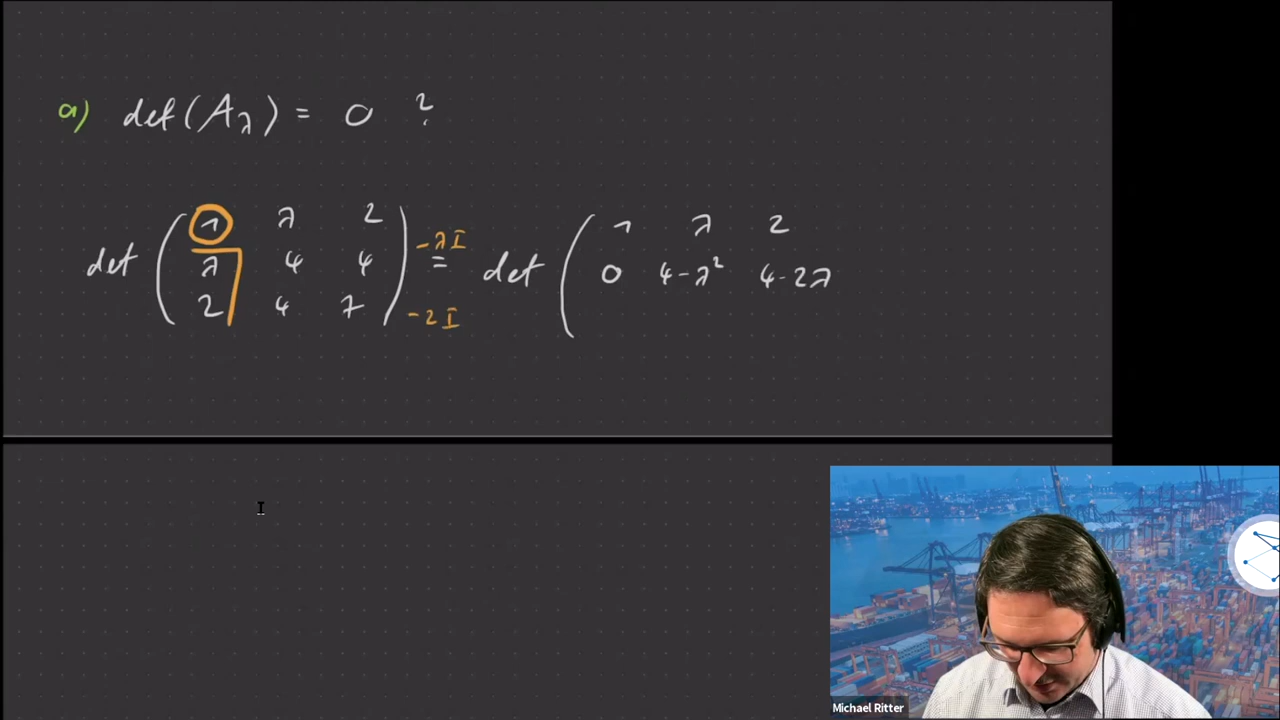 a) det(A_λ) = 0 ?
det ( 1 λ 2 -λI = det ( 1 λ 2
λ 4 4 0 4-λ² 4-2λ
2 4 7 ) -2I
Michael Ritter